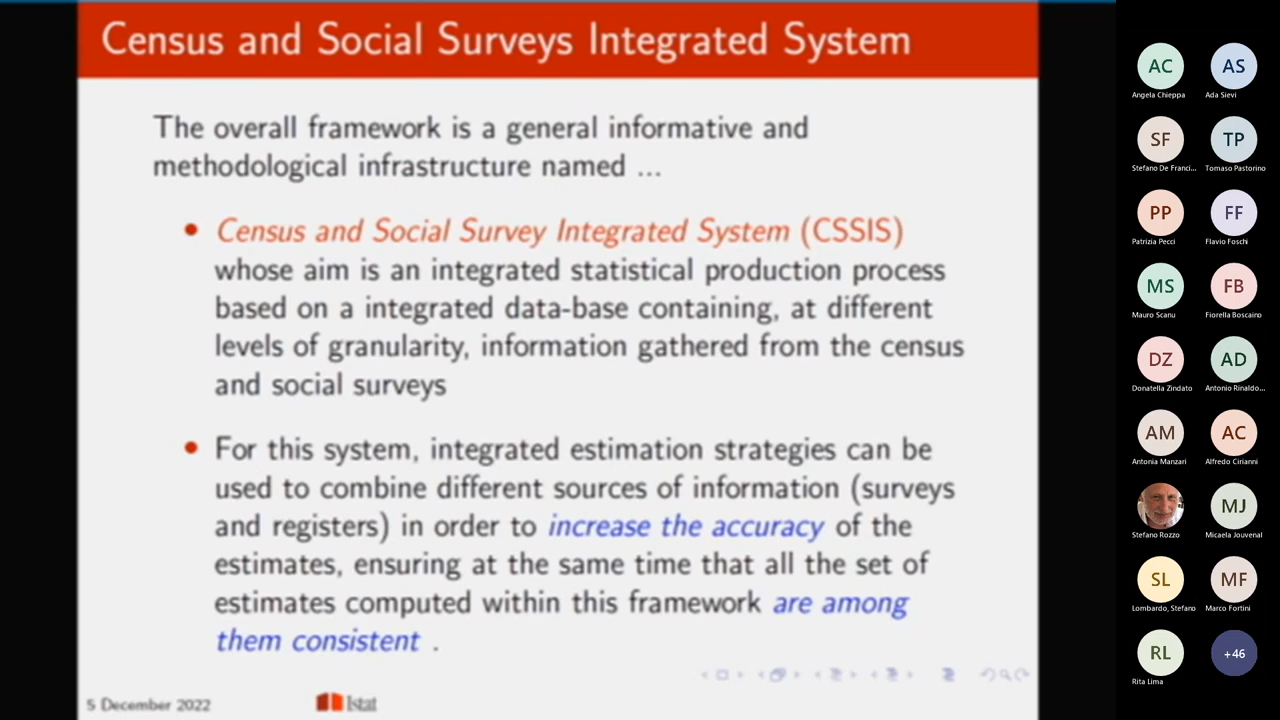 Census and Social Surveys Integrated System
The overall framework is a general informative and
methodological infrastructure named ...
Census and Social Survey Integrated System (CSSIS)
whose aim is an integrated statistical production process
based on a integrated data-base containing, at different
levels of granularity, information gathered from the census
and social surveys
For this system, integrated estimation strategies can be
used to combine different sources of information (surveys
and registers) in order to increase the accuracy of the
estimates, ensuring at the same time that all the set of
estimates computed within this framework are among
them consistent .
5 December 2022
Istat
AC AS
Angela Chieppa Ada Sievi
SF TP
Stefano De Franci... Tomaso Pastorino
PP FF
Patrizia Pecci Flavio Foschi
MS FB
Mauro Scanu Fiorella Boscaino
DZ AD
Donatella Zindato Antonio Rinaldo...
AM AC
Antonia Manzari Alfredo Cirianni
MJ
Stefano Rozzo Micaela Jouvenal
SL MF
Lombardo, Stefano Marco Fortini
RL +46
Rita Lima